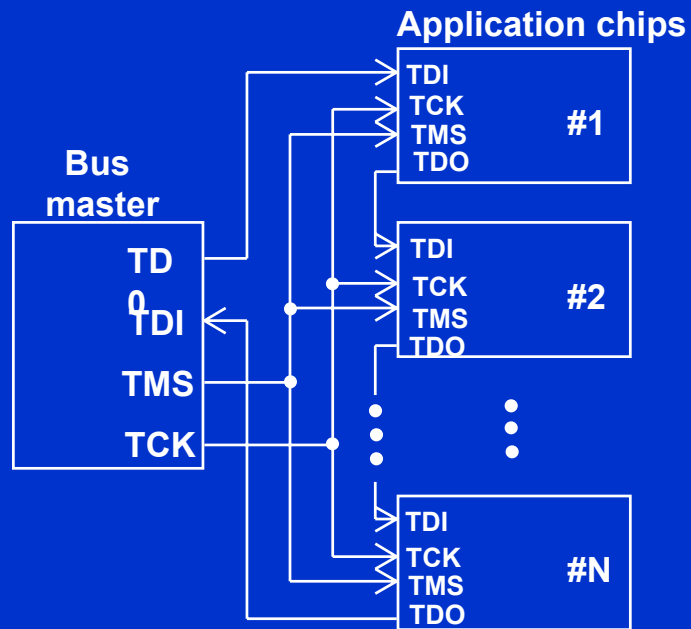 Application chips
TDI
TCK
TMS
TDO
#1
Bus
master
TD
0
TDI
TMS
TCK
TDI
TCK
TMS
TDO
#2
TDI
TCK
TMS
TDO
#N